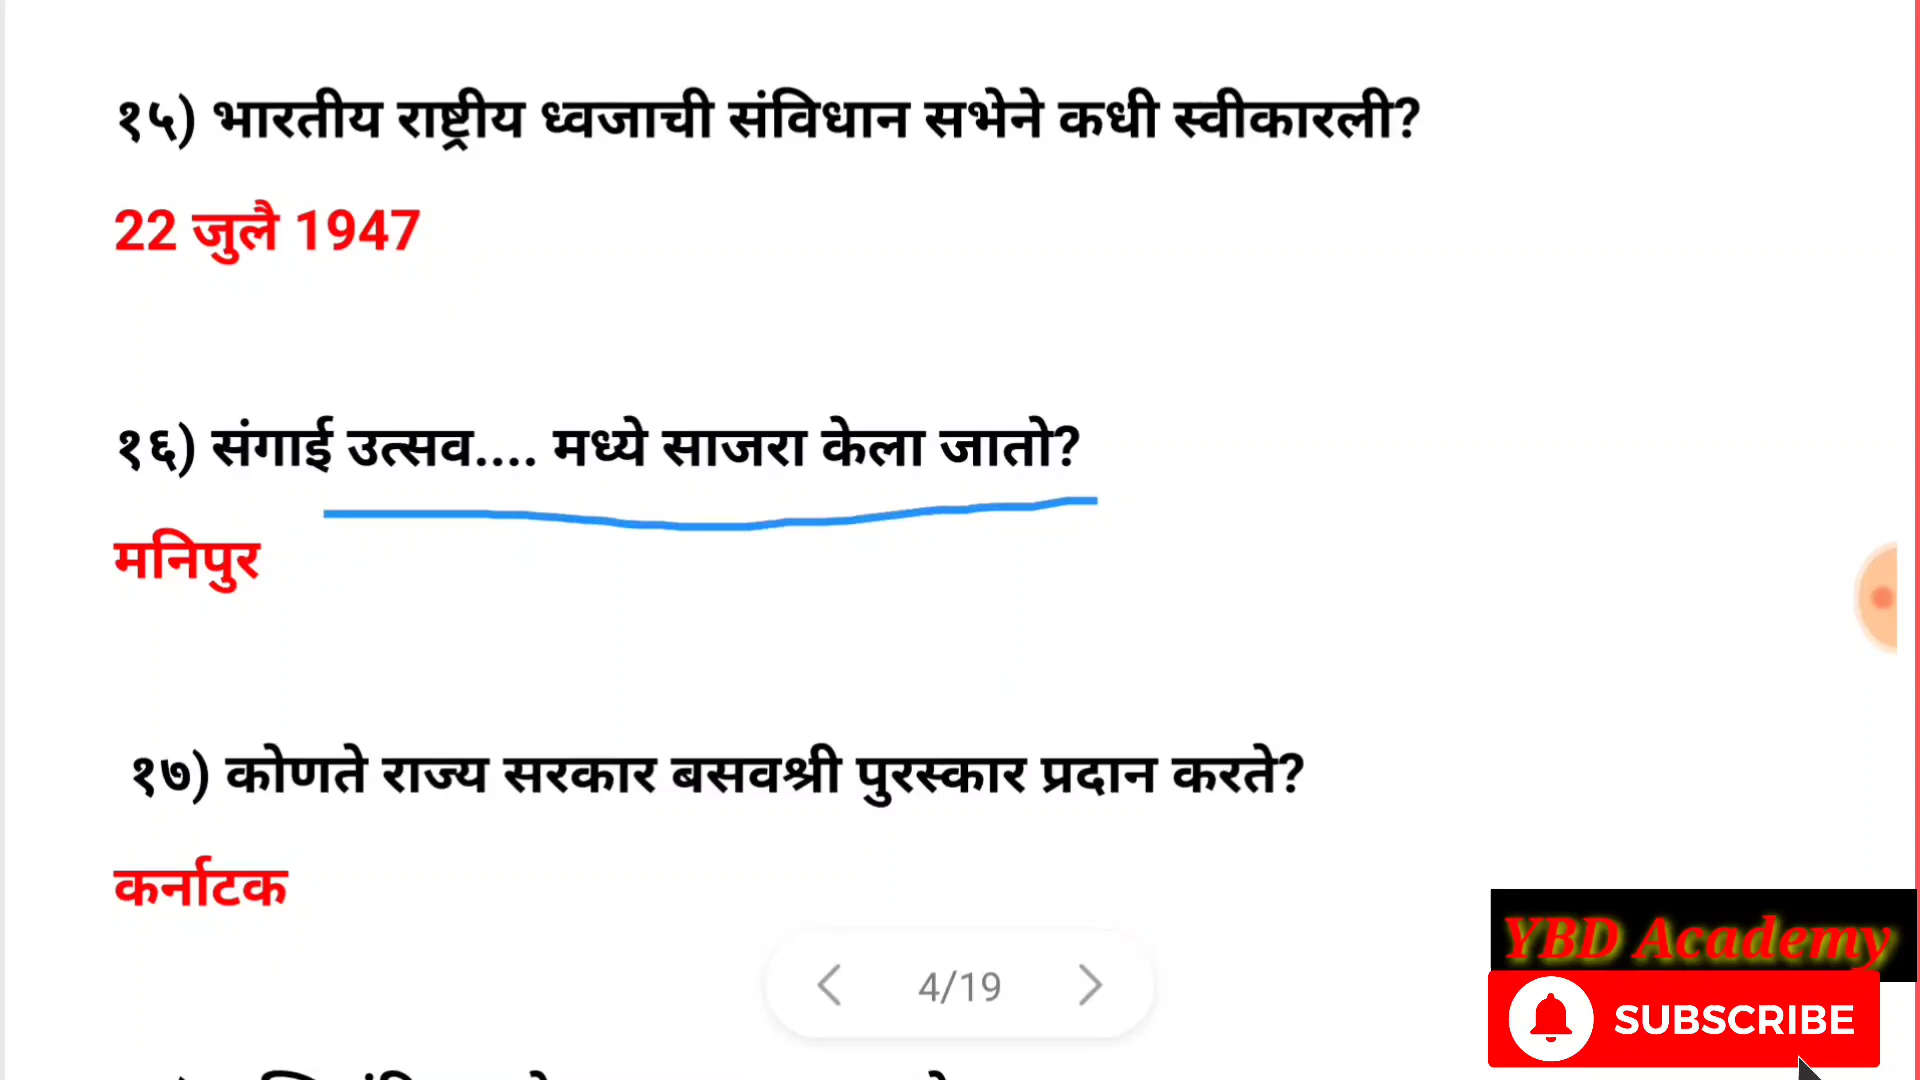 १५) भारतीय राष्ट्रीय ध्वजाची संविधान सभेने कधी स्वीकारली?
22 जुलै 1947
१६) संगाई उत्सव.... मध्ये साजरा केला जातो?
मनिपुर
१७) कोणते राज्य सरकार बसवश्री पुरस्कार प्रदान करते?
कर्नाटक
4/19
YBD Academy
SUBSCRIBE